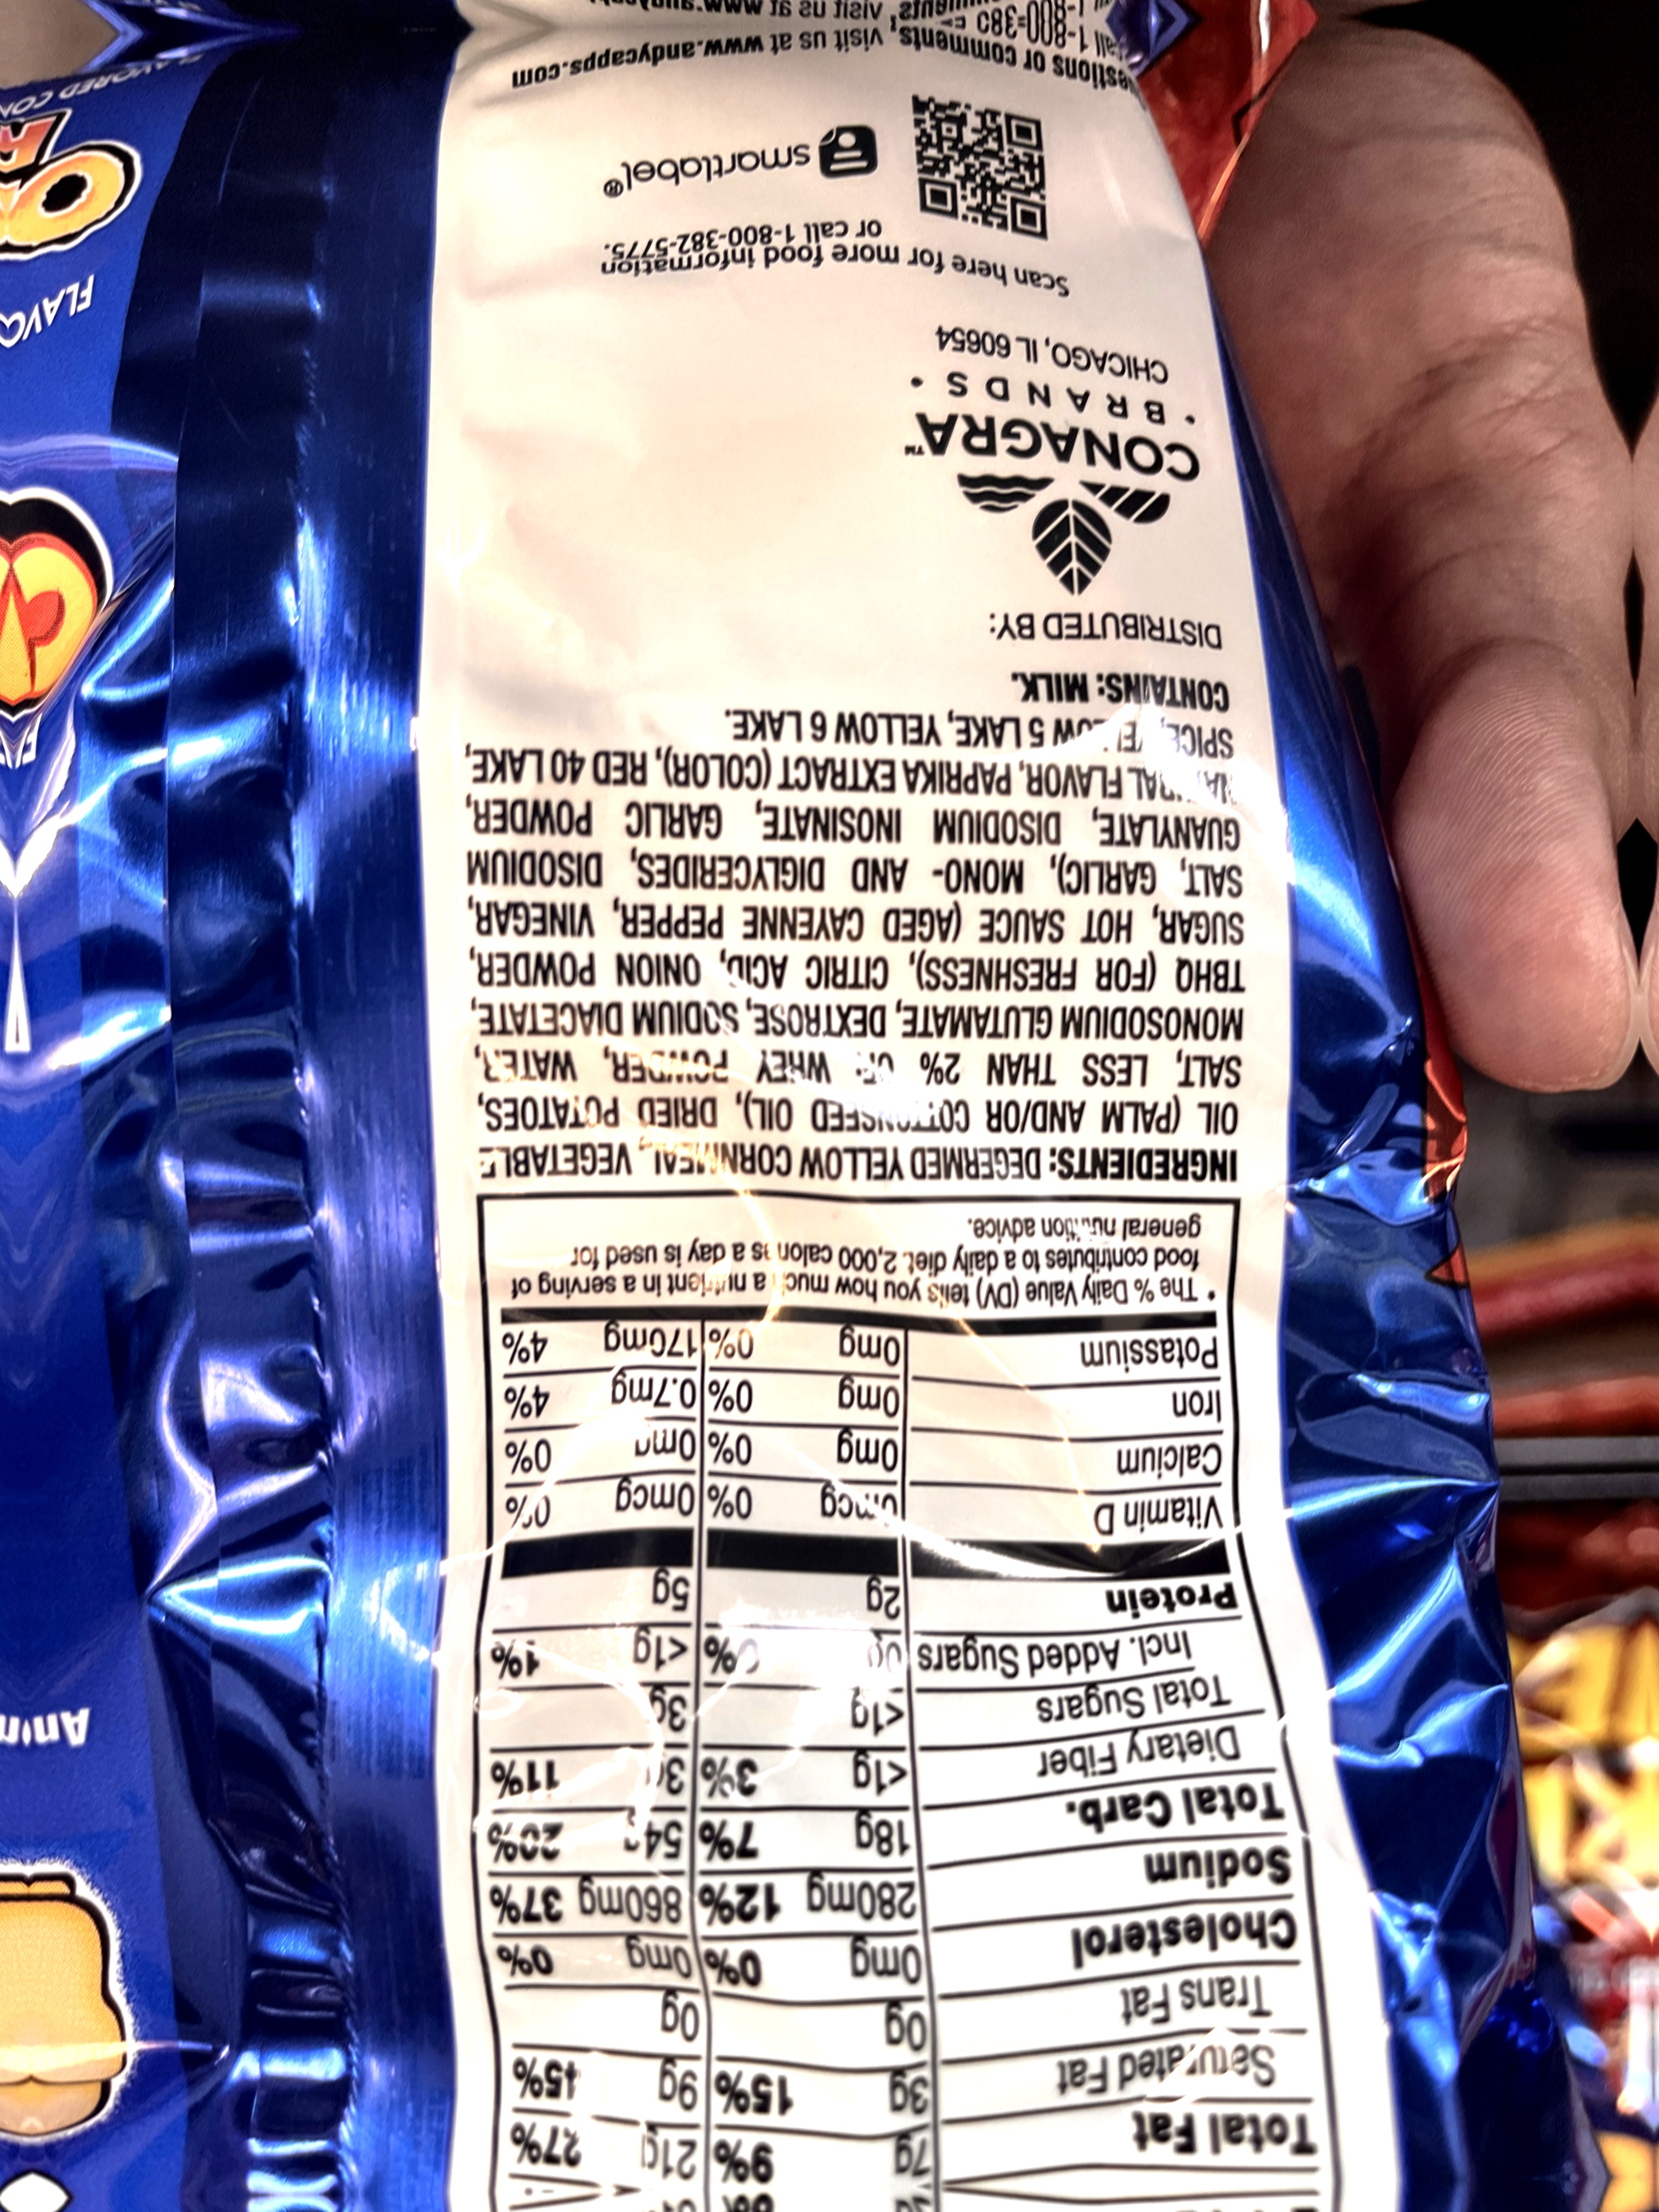 Total Fat 7g 9% 21g 27%
Saturated Fat 3g 15% 9g 45%
Trans Fat 0g 0g
Cholesterol 0mg 0% 0mg 0%
Sodium 280mg 12% 860mg 37%
Total Carb. 18g 7% 54g 20%
Dietary Fiber <1g 3% 3g 11%
Total Sugars <1g 3g
Incl. Added Sugars 0g 0% <1g 1%
Protein 2g 5g
Vitamin D 0mcg 0% 0mcg 0%
Calcium 0mg 0% 0mg 0%
Iron 0mg 0% 0.7mg 4%
Potassium 0mg 0% 170mg 4%
* The % Daily Value (DV) tells you how much a nutrient in a serving of
food contributes to a daily diet. 2,000 calories a day is used for
general nutrition advice.
INGREDIENTS: DEGERMED YELLOW CORNMEAL, VEGETABLE
OIL (PALM AND/OR COTTONSEED OIL), DRIED POTATOES,
SALT, LESS THAN 2% OF: WHEY POWDER, WATER,
MONOSODIUM GLUTAMATE, DEXTROSE, SODIUM DIACETATE,
TBHQ (FOR FRESHNESS), CITRIC ACID, ONION POWDER,
SUGAR, HOT SAUCE (AGED CAYENNE PEPPER, VINEGAR,
SALT, GARLIC), MONO- AND DIGLYCERIDES, DISODIUM
GUANYLATE, DISODIUM INOSINATE, GARLIC POWDER,
NATURAL FLAVOR, PAPRIKA EXTRACT (COLOR), RED 40 LAKE,
SPICE, YELLOW 5 LAKE, YELLOW 6 LAKE.
CONTAINS: MILK.
DISTRIBUTED BY:
CONAGRA™
• BRANDS •
CHICAGO, IL 60654
Scan here for more food information
or call 1-800-382-5775.
smartlabel®
Questions or comments, visit us at www.andycapps.com